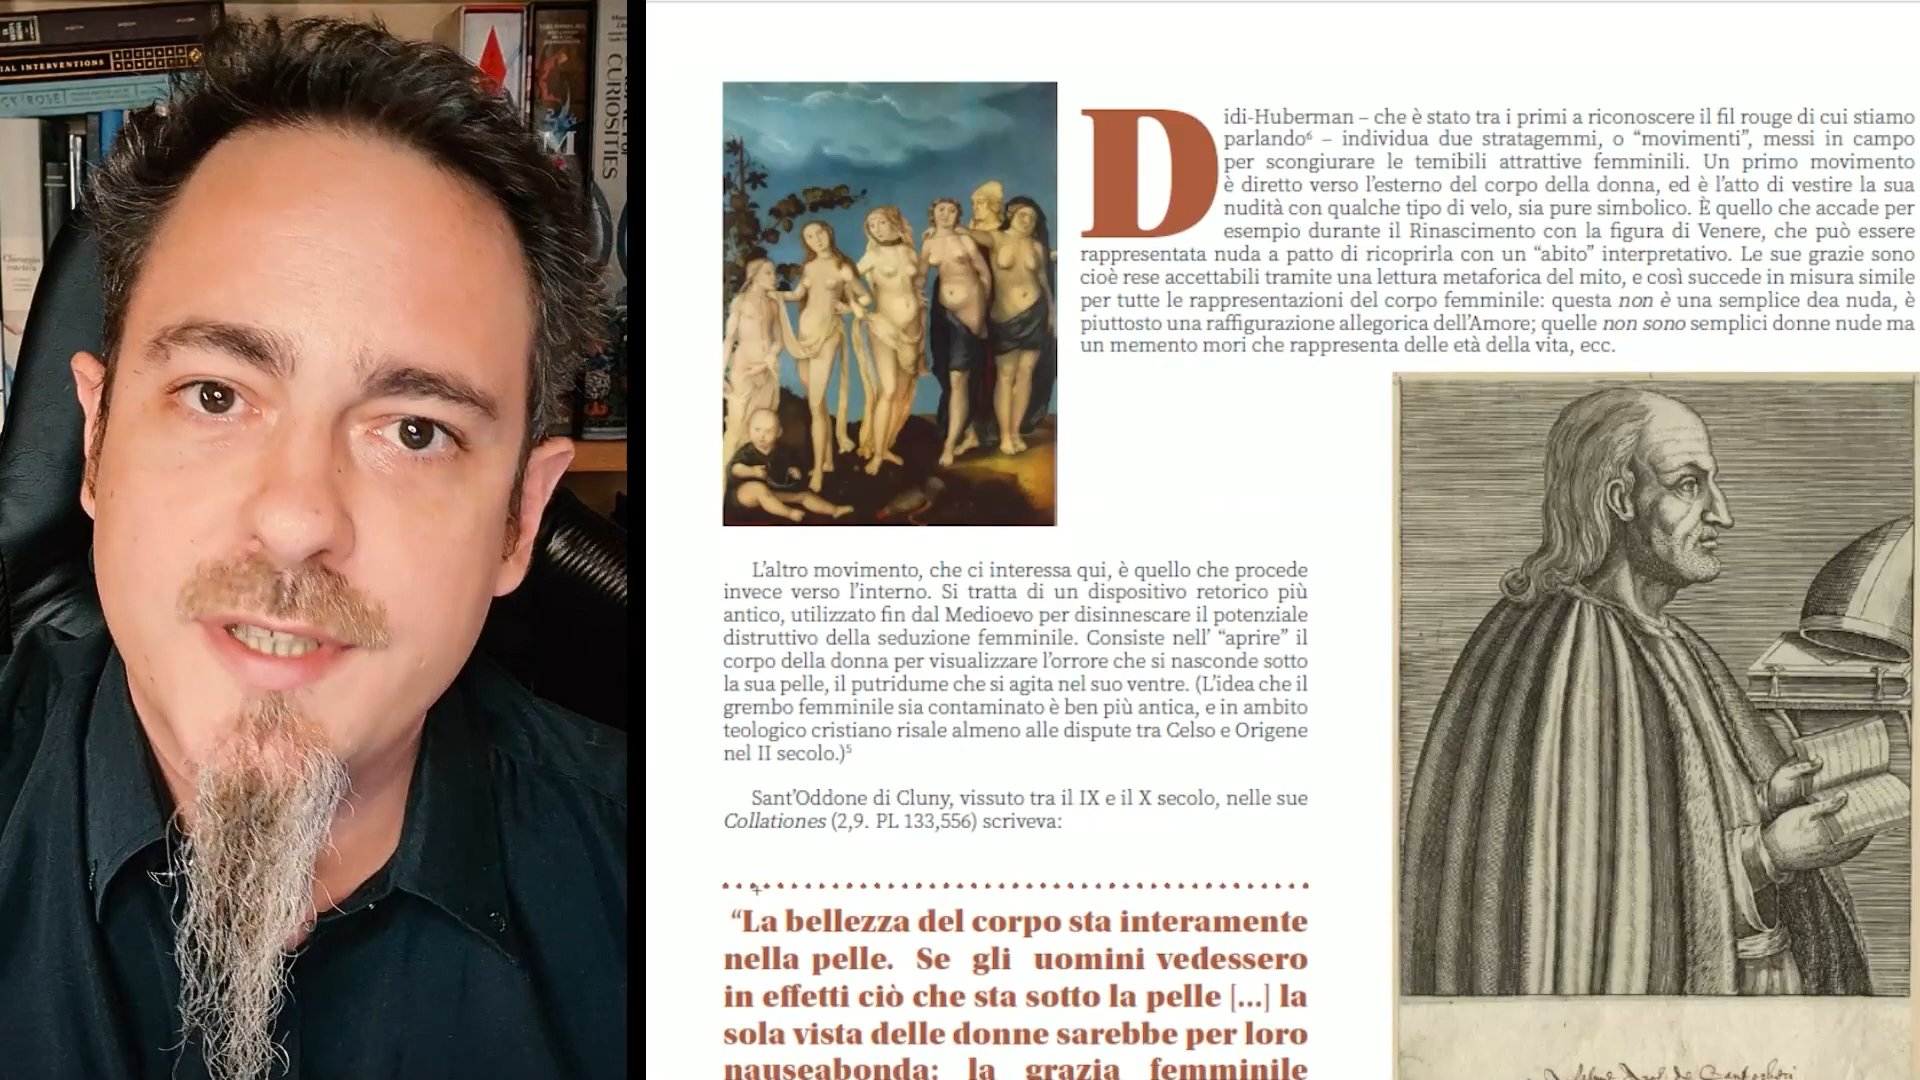 IAL INTERVENTIONS
CURIOSITIES
M
Didi-Huberman – che è stato tra i primi a riconoscere il fil rouge di cui stiamo
parlando⁶ – individua due stratagemmi, o “movimenti”, messi in campo
per scongiurare le temibili attrattive femminili. Un primo movimento
è diretto verso l’esterno del corpo della donna, ed è l’atto di vestire la sua
nudità con qualche tipo di velo, sia pure simbolico. È quello che accade per
esempio durante il Rinascimento con la figura di Venere, che può essere
rappresentata nuda a patto di ricoprirla con un “abito” interpretativo. Le sue grazie sono
cioè rese accettabili tramite una lettura metaforica del mito, e così succede in misura simile
per tutte le rappresentazioni del corpo femminile: questa non è una semplice dea nuda, è
piuttosto una raffigurazione allegorica dell’Amore; quelle non sono semplici donne nude ma
un memento mori che rappresenta delle età della vita, ecc.
L’altro movimento, che ci interessa qui, è quello che procede
invece verso l’interno. Si tratta di un dispositivo retorico più
antico, utilizzato fin dal Medioevo per disinnescare il potenziale
distruttivo della seduzione femminile. Consiste nell’ “aprire” il
corpo della donna per visualizzare l’orrore che si nasconde sotto
la sua pelle, il putridume che si agita nel suo ventre. (L’idea che il
grembo femminile sia contaminato è ben più antica, e in ambito
teologico cristiano risale almeno alle dispute tra Celso e Origene
nel II secolo.)⁵
Sant’Oddone di Cluny, vissuto tra il IX e il X secolo, nelle sue
Collationes (2,9. PL 133,556) scriveva:
“La bellezza del corpo sta interamente
nella pelle. Se gli uomini vedessero
in effetti ciò che sta sotto la pelle [...] la
sola vista delle donne sarebbe per loro
nauseabonda: la grazia femminile